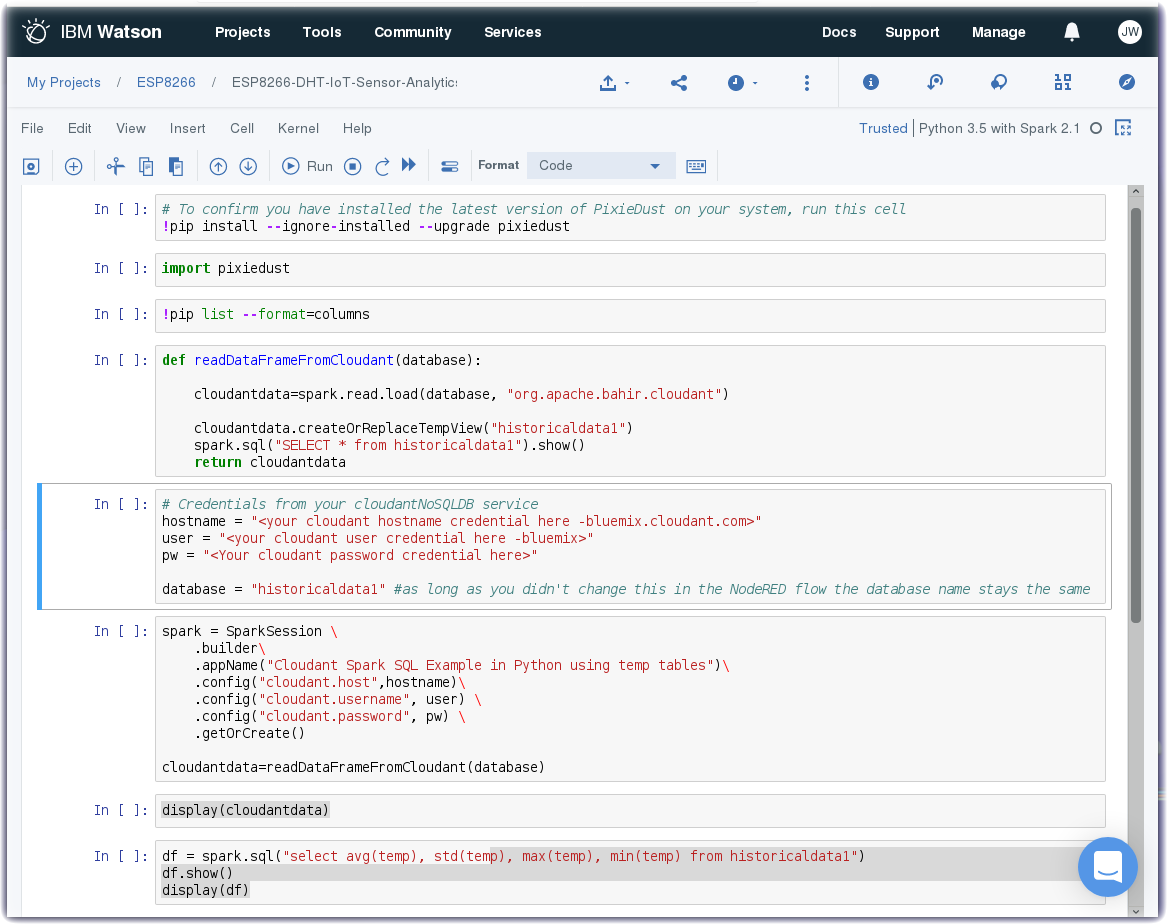 IBM Watson Projects Tools Community Services Docs Support Manage JW
My Projects / ESP8266 / ESP8266-DHT-IoT-Sensor-Analytics
File Edit View Insert Cell Kernel Help Trusted | Python 3.5 with Spark 2.1
Run Format Code
In [ ]: # To confirm you have installed the latest version of PixieDust on your system, run this cell
!pip install --ignore-installed --upgrade pixiedust
In [ ]: import pixiedust
In [ ]: !pip list --format=columns
In [ ]: def readDataFrameFromCloudant(database):
cloudantdata=spark.read.load(database, "org.apache.bahir.cloudant")
cloudantdata.createOrReplaceTempView("historicaldata1")
spark.sql("SELECT * from historicaldata1").show()
return cloudantdata
In [ ]: # Credentials from your cloudantNoSQLDB service
hostname = "<your cloudant hostname credential here -bluemix.cloudant.com>"
user = "<your cloudant user credential here -bluemix>"
pw = "<Your cloudant password credential here>"
database = "historicaldata1" #as long as you didn't change this in the NodeRED flow the database name stays the same
In [ ]: spark = SparkSession \
.builder\
.appName("Cloudant Spark SQL Example in Python using temp tables")\
.config("cloudant.host",hostname)\
.config("cloudant.username", user) \
.config("cloudant.password", pw) \
.getOrCreate()
cloudantdata=readDataFrameFromCloudant(database)
In [ ]: display(cloudantdata)
In [ ]: df = spark.sql("select avg(temp), std(temp), max(temp), min(temp) from historicaldata1")
df.show()
display(df)